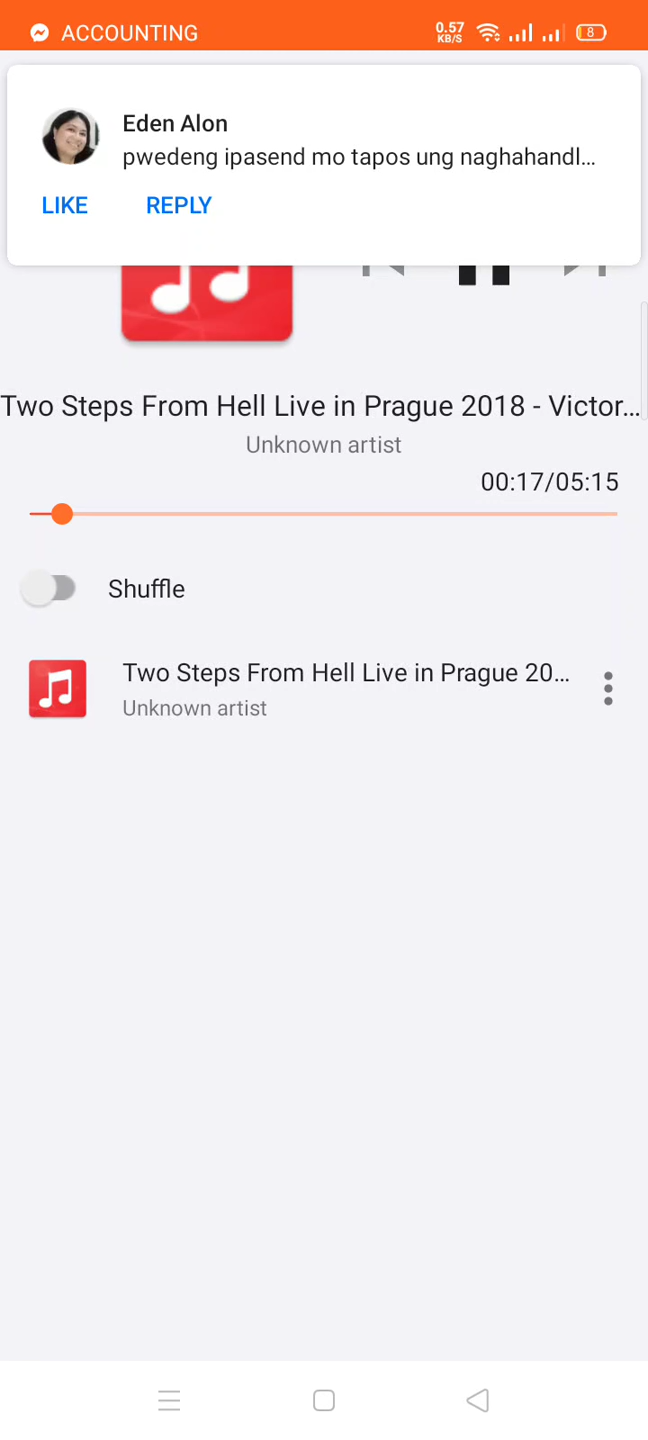 ACCOUNTING
0.57
KB/S
8
Eden Alon
pwedeng ipasend mo tapos ung naghahandl...
LIKE
REPLY
Two Steps From Hell Live in Prague 2018 - Victor...
Unknown artist
00:17/05:15
Shuffle
Two Steps From Hell Live in Prague 20...
Unknown artist